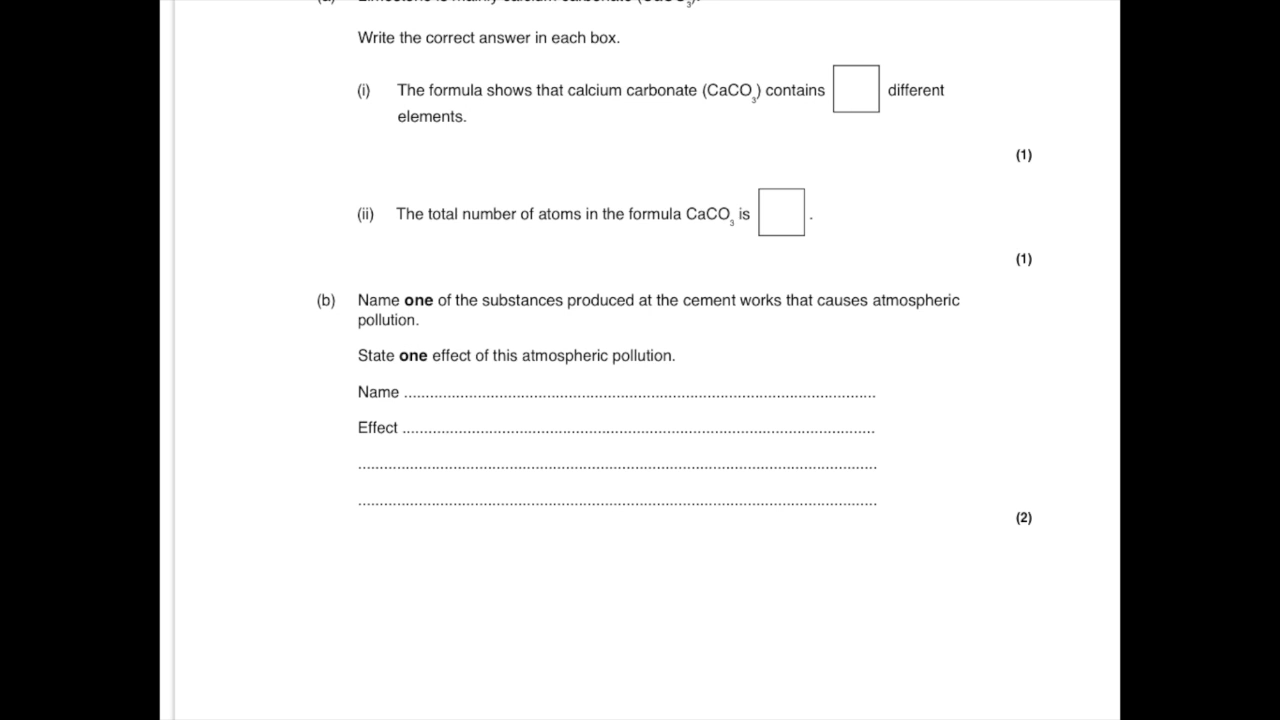 Write the correct answer in each box.
(i) The formula shows that calcium carbonate (CaCO₃) contains different
elements.
(1)
(ii) The total number of atoms in the formula CaCO₃ is .
(1)
(b) Name one of the substances produced at the cement works that causes atmospheric
pollution.
State one effect of this atmospheric pollution.
Name ............................................................................................................
Effect ............................................................................................................
.......................................................................................................................
.......................................................................................................................
(2)